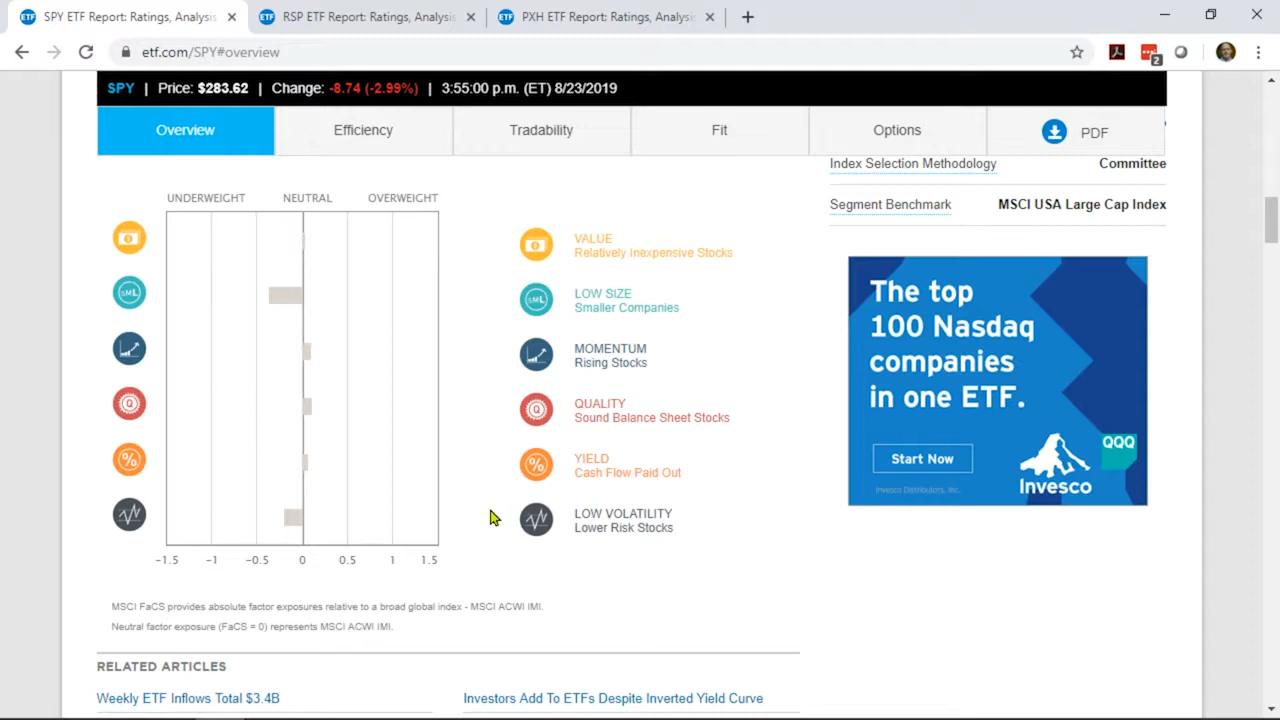 SPY ETF Report: Ratings, Analysis
RSP ETF Report: Ratings, Analysis
PXH ETF Report: Ratings, Analysis
etf.com/SPY#overview
2
SPY | Price: $283.62 | Change: -8.74 (-2.99%) | 3:55:00 p.m. (ET) 8/23/2019
Overview
Efficiency
Tradability
Fit
Options
PDF
Index Selection Methodology
Committee
Segment Benchmark
MSCI USA Large Cap Index
UNDERWEIGHT
NEUTRAL
OVERWEIGHT
VALUE
Relatively Inexpensive Stocks
SML
SML
LOW SIZE
Smaller Companies
MOMENTUM
Rising Stocks
Q
Q
QUALITY
Sound Balance Sheet Stocks
%
%
YIELD
Cash Flow Paid Out
LOW VOLATILITY
Lower Risk Stocks
−1.5 −1 −0.5 0 0.5 1 1.5
The top
100 Nasdaq
companies
in one ETF.
Start Now
Invesco Distributors, Inc.
Invesco
QQQ
MSCI FaCS provides absolute factor exposures relative to a broad global index - MSCI ACWI IMI.
Neutral factor exposure (FaCS = 0) represents MSCI ACWI IMI.
RELATED ARTICLES
Weekly ETF Inflows Total $3.4B
Investors Add To ETFs Despite Inverted Yield Curve